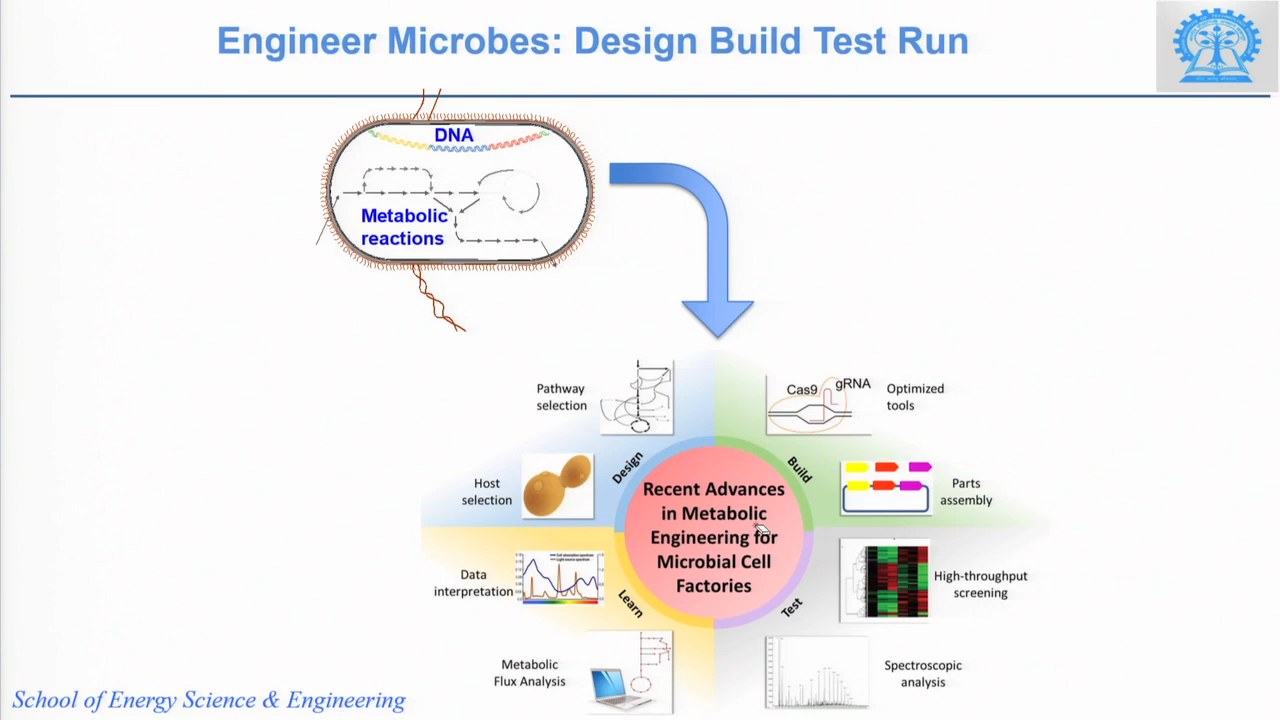 Engineer Microbes: Design Build Test Run
DNA
Metabolic
reactions
Pathway
selection
Cas9
gRNA
Optimized
tools
Design
Build
Host
selection
Parts
assembly
Recent Advances
in Metabolic
Engineering for
Microbial Cell
Factories
Data
interpretation
High-throughput
screening
Learn
Test
Metabolic
Flux Analysis
Spectroscopic
analysis
School of Energy Science & Engineering